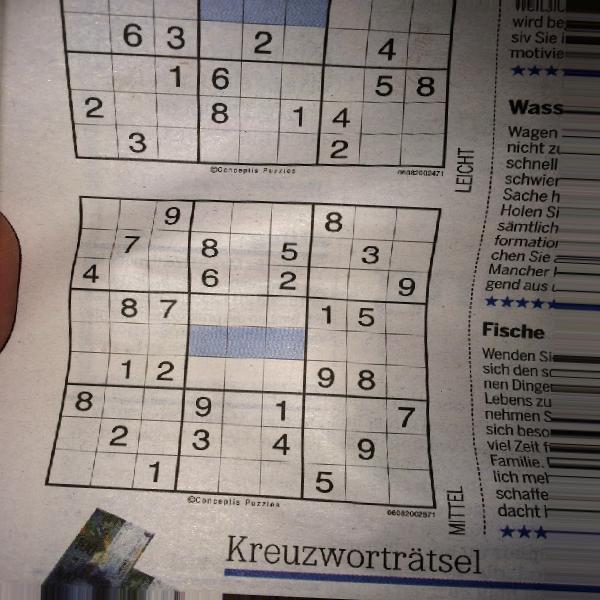 6 3 2 4
1 6 5 8
2 8 1 4
3 2
©Conceptis Puzzles 06082002471
LEICHT
9 8
7 8 5 3
4 6 2 9
8 7 1 5
1 2 9 8
8 9 1 7
2 3 4 9
1 5
©Conceptis Puzzles 06082002571
MITTEL
Kreuzworträtsel
wird be
siv Sie
motivie
★★★
Wass
Wagen
nicht zu
schnell
schwier
Sache h
Holen Si
sämtlich
formation
chen Sie
Mancher
gend aus
★★★★★
Fische
Wenden Si
sich den so
nen Dinge
Lebens zu
nehmen S
sich beso
viel Zeit f
Familie.
lich mel
schaffe
dacht
★★★